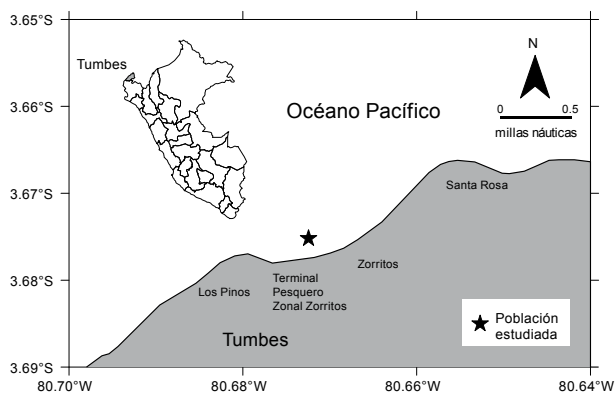 3.65°S
3.66°S
3.67°S
3.68°S
3.69°S
Tumbes
Océano Pacífico
N
0 0.5
millas náuticas
Santa Rosa
Zorritos
Terminal
Pesquero
Zonal Zorritos
Los Pinos
Tumbes
Población
estudiada
80.70°W 80.68°W 80.66°W 80.64°W